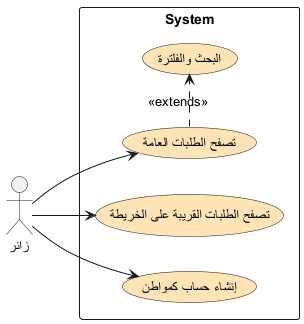 System
البحث والفلترة
«extends»
تصفح الطلبات العامة
تصفح الطلبات القريبة على الخريطة
زائر
إنشاء حساب كمواطن